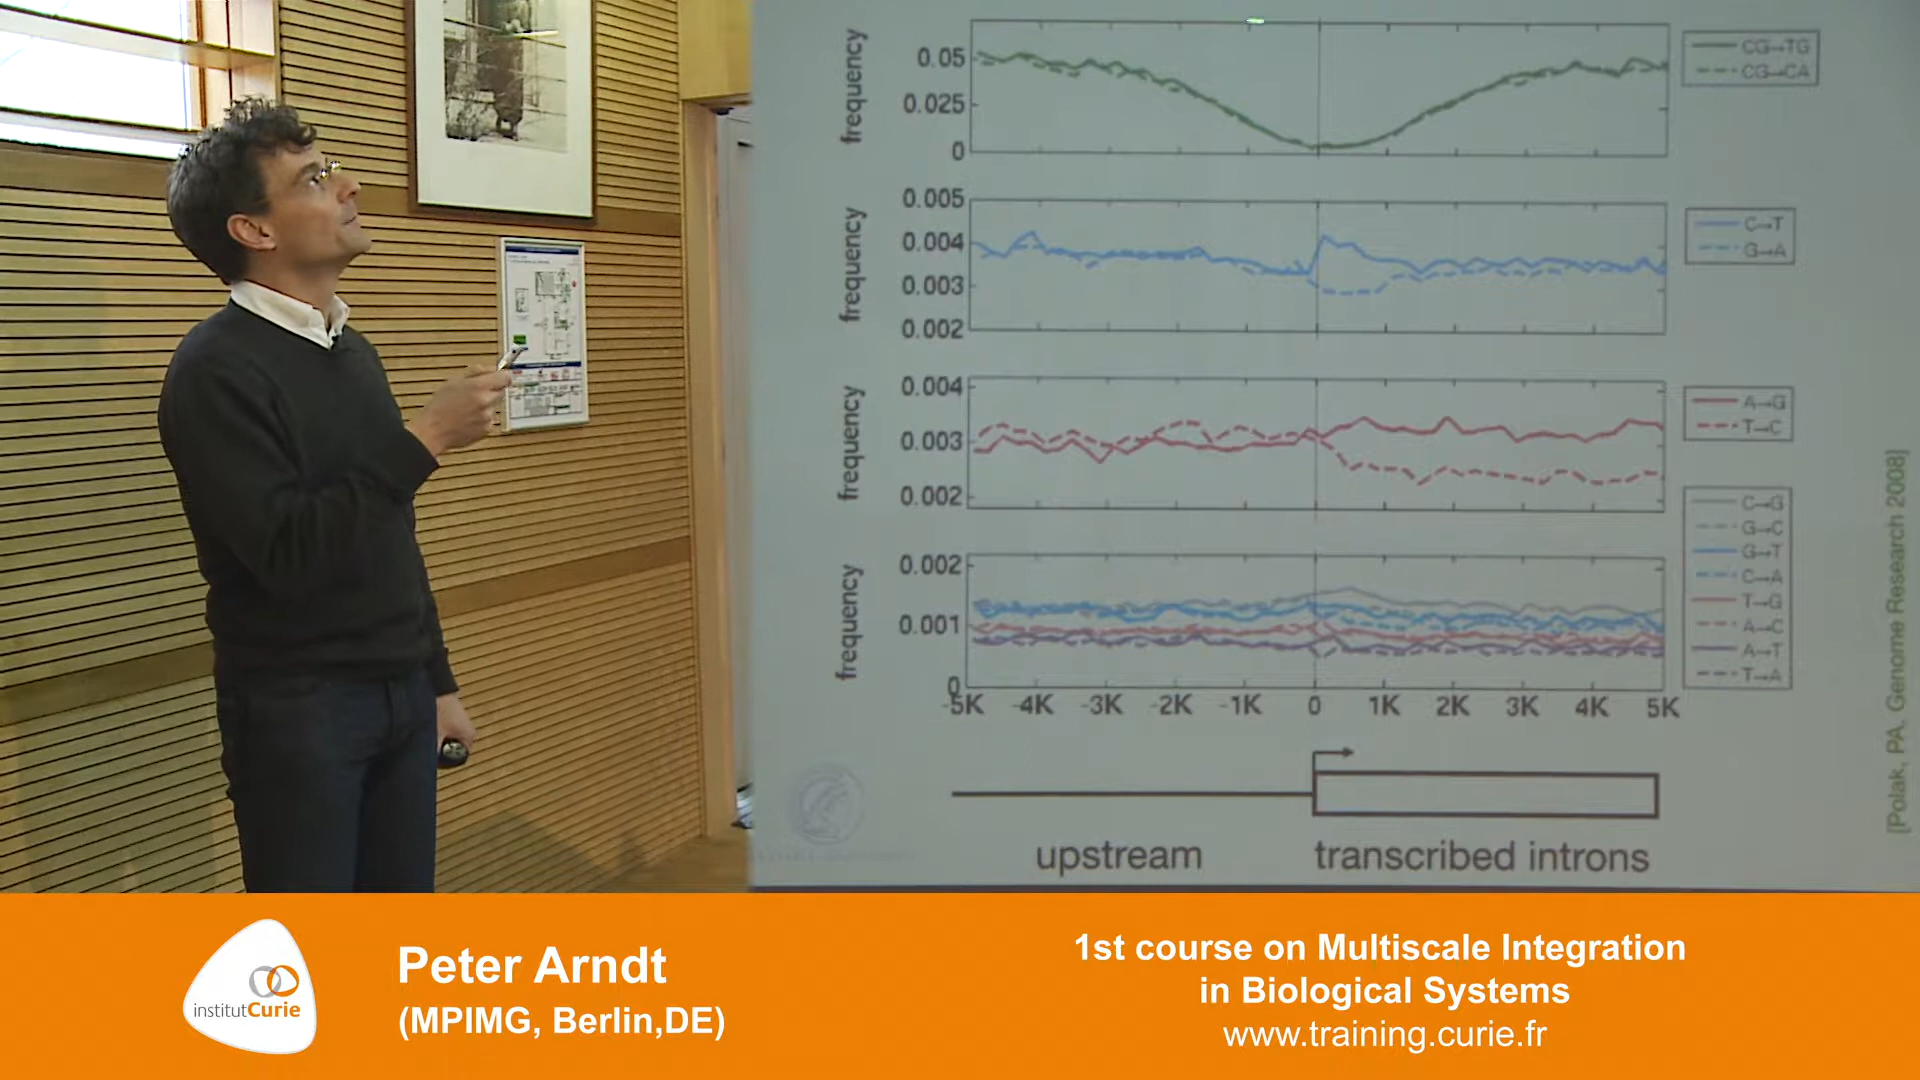 frequency
0.05
0.025
0
CG→TG
CG→CA
frequency
0.005
0.004
0.003
0.002
C→T
G→A
frequency
0.004
0.003
0.002
A→G
T→C
frequency
0.002
0.001
0
C→G
G→C
G→T
C→A
T→G
A→C
A→T
T→A
-5K -4K -3K -2K -1K 0 1K 2K 3K 4K 5K
upstream
transcribed introns
[Polak, PA, Genome Research 2008]
institutCurie
Peter Arndt
(MPIMG, Berlin,DE)
1st course on Multiscale Integration
in Biological Systems
www.training.curie.fr